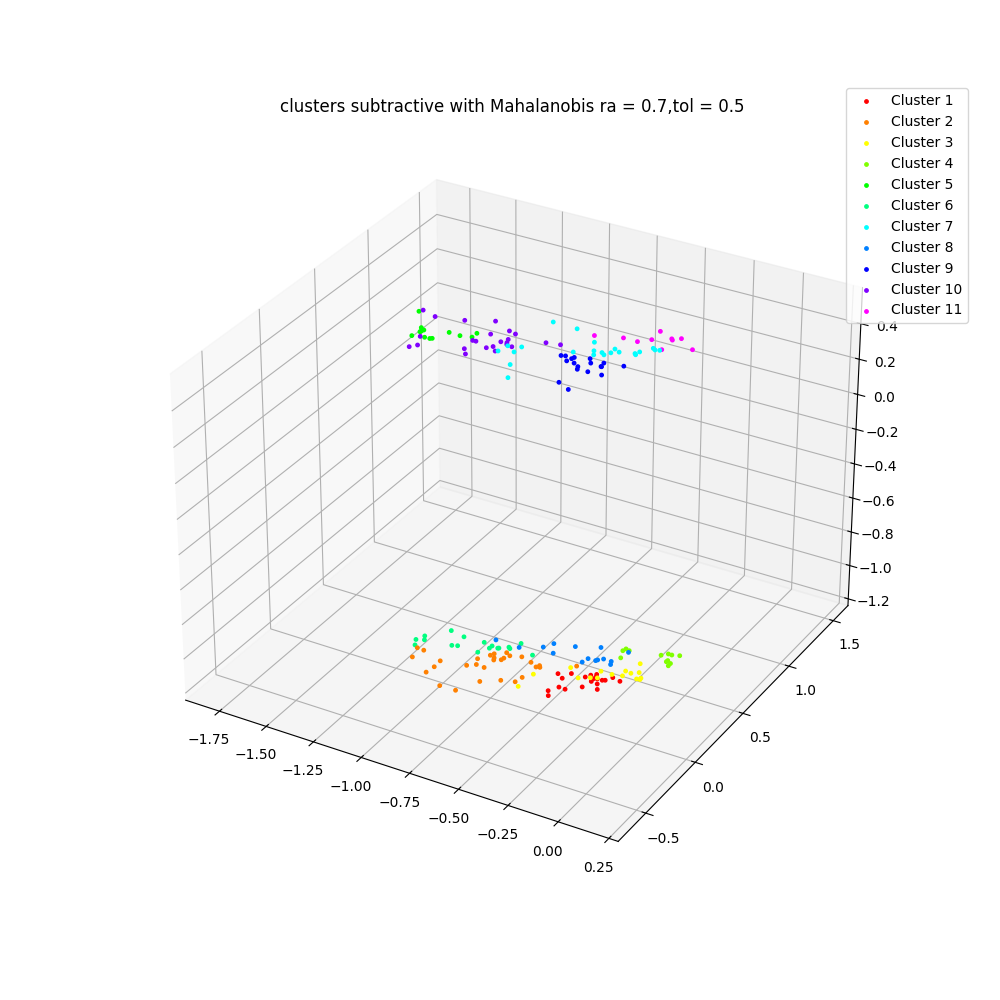 clusters subtractive with Mahalanobis ra = 0.7,tol = 0.5
Cluster 1
Cluster 2
Cluster 3
Cluster 4
Cluster 5
Cluster 6
Cluster 7
Cluster 8
Cluster 9
Cluster 10
Cluster 11
0.4
0.2
0.0
−0.2
−0.4
−0.6
−0.8
−1.0
−1.2
1.5
1.0
0.5
0.0
−0.5
−1.75
−1.50
−1.25
−1.00
−0.75
−0.50
−0.25
0.00
0.25